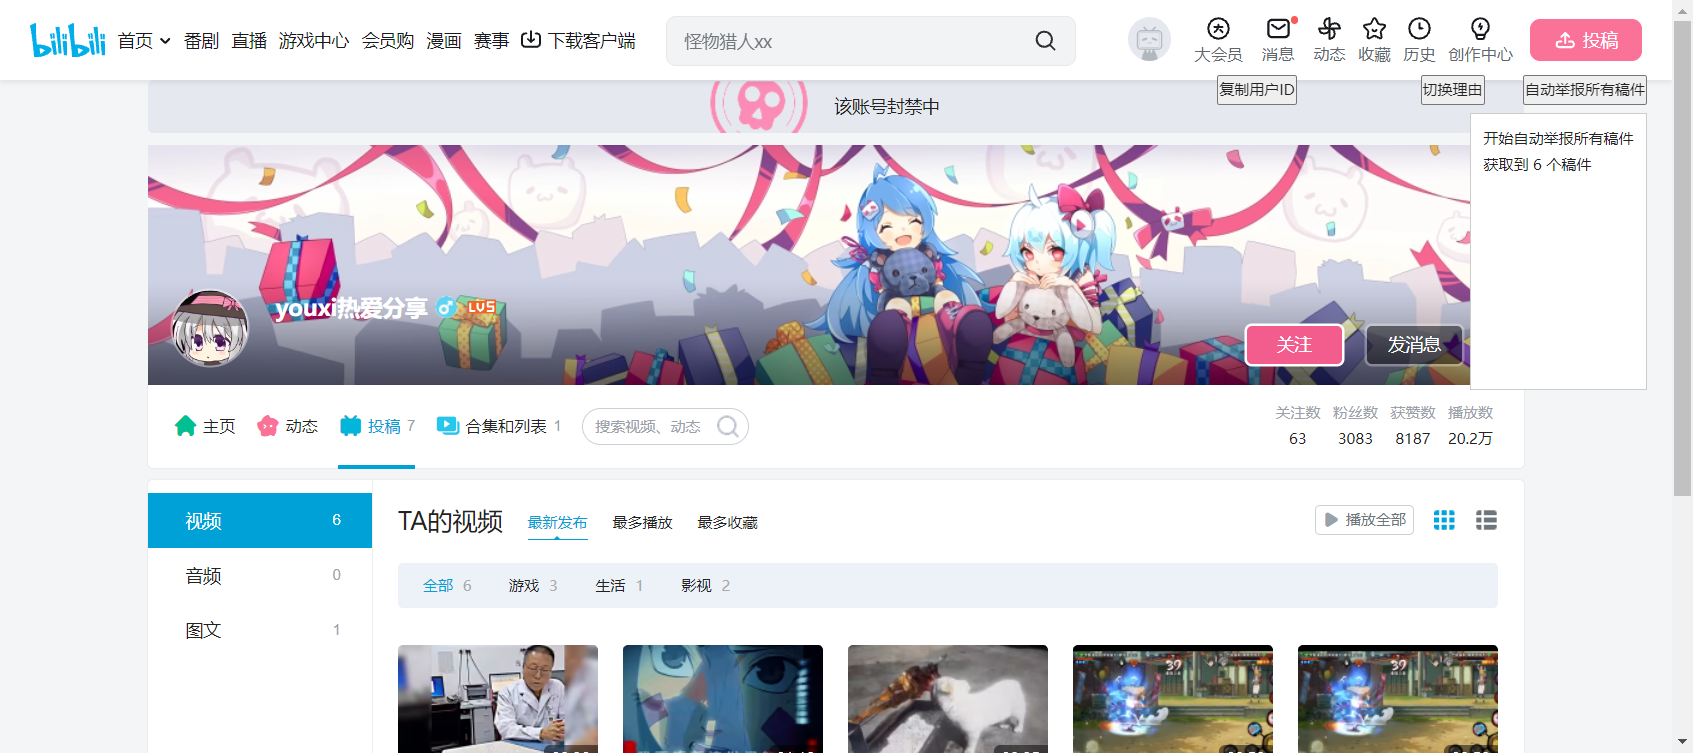 bilibili 首页 番剧 直播 游戏中心 会员购 漫画 赛事 下载客户端 怪物猎人xx 大会员 消息 动态 收藏 历史 创作中心 投稿
复制用户ID 切换理由 自动举报所有稿件
该账号封禁中
开始自动举报所有稿件
获取到 6 个稿件
youxi热爱分享 LV5
关注 发消息
主页 动态 投稿 7 合集和列表 1 搜索视频、动态
关注数 粉丝数 获赞数 播放数
63 3083 8187 20.2万
视频 6
音频 0
图文 1
TA的视频 最新发布 最多播放 最多收藏 播放全部
全部 6 游戏 3 生活 1 影视 2
39 39